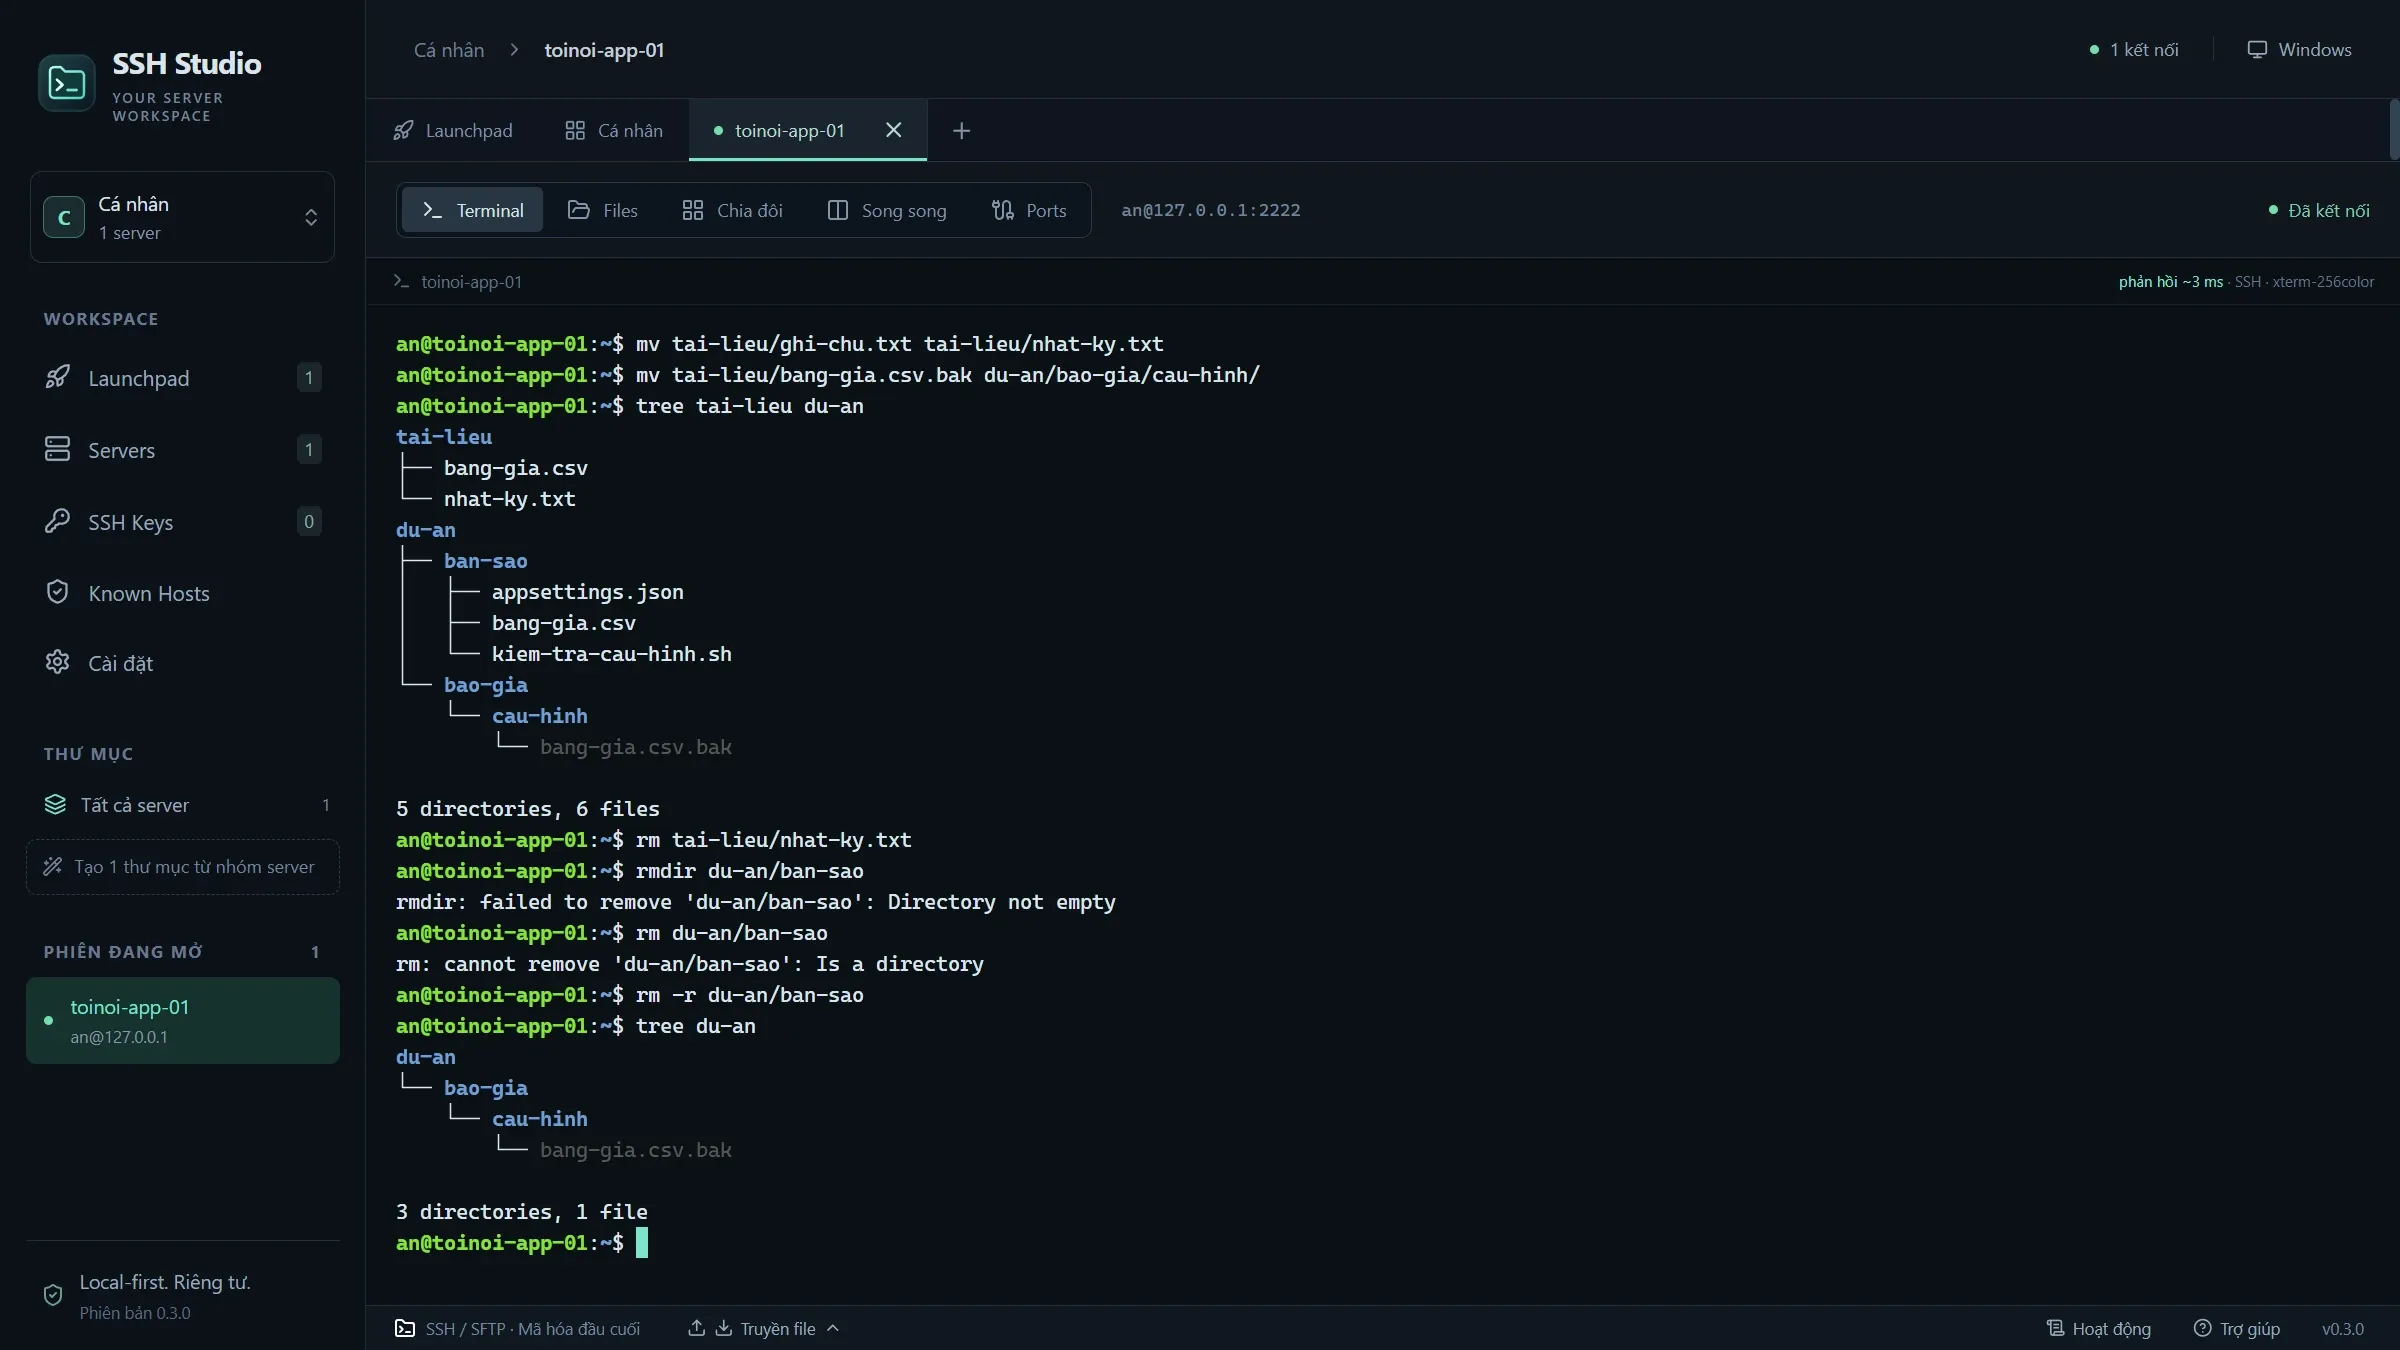 SSH Studio
YOUR SERVER
WORKSPACE
C
Cá nhân
1 server
WORKSPACE
Launchpad 1
Servers 1
SSH Keys 0
Known Hosts
Cài đặt
THƯ MỤC
Tất cả server 1
Tạo 1 thư mục từ nhóm server
PHIÊN ĐANG MỞ 1
toinoi-app-01
an@127.0.0.1
Local-first. Riêng tư.
Phiên bản 0.3.0
Cá nhân > toinoi-app-01
1 kết nối
Windows
Launchpad
Cá nhân
toinoi-app-01
Terminal
Files
Chia đôi
Song song
Ports
an@127.0.0.1:2222
Đã kết nối
toinoi-app-01
phản hồi ~3 ms · SSH · xterm-256color
an@toinoi-app-01:~$ mv tai-lieu/ghi-chu.txt tai-lieu/nhat-ky.txt
an@toinoi-app-01:~$ mv tai-lieu/bang-gia.csv.bak du-an/bao-gia/cau-hinh/
an@toinoi-app-01:~$ tree tai-lieu du-an
tai-lieu
├── bang-gia.csv
└── nhat-ky.txt
du-an
├── ban-sao
│   ├── appsettings.json
│   ├── bang-gia.csv
│   └── kiem-tra-cau-hinh.sh
└── bao-gia
    └── cau-hinh
        └── bang-gia.csv.bak
5 directories, 6 files
an@toinoi-app-01:~$ rm tai-lieu/nhat-ky.txt
an@toinoi-app-01:~$ rmdir du-an/ban-sao
rmdir: failed to remove 'du-an/ban-sao': Directory not empty
an@toinoi-app-01:~$ rm du-an/ban-sao
rm: cannot remove 'du-an/ban-sao': Is a directory
an@toinoi-app-01:~$ rm -r du-an/ban-sao
an@toinoi-app-01:~$ tree du-an
du-an
└── bao-gia
    └── cau-hinh
        └── bang-gia.csv.bak
3 directories, 1 file
an@toinoi-app-01:~$
SSH / SFTP · Mã hóa đầu cuối
Truyền file
Hoạt động
Trợ giúp
v0.3.0